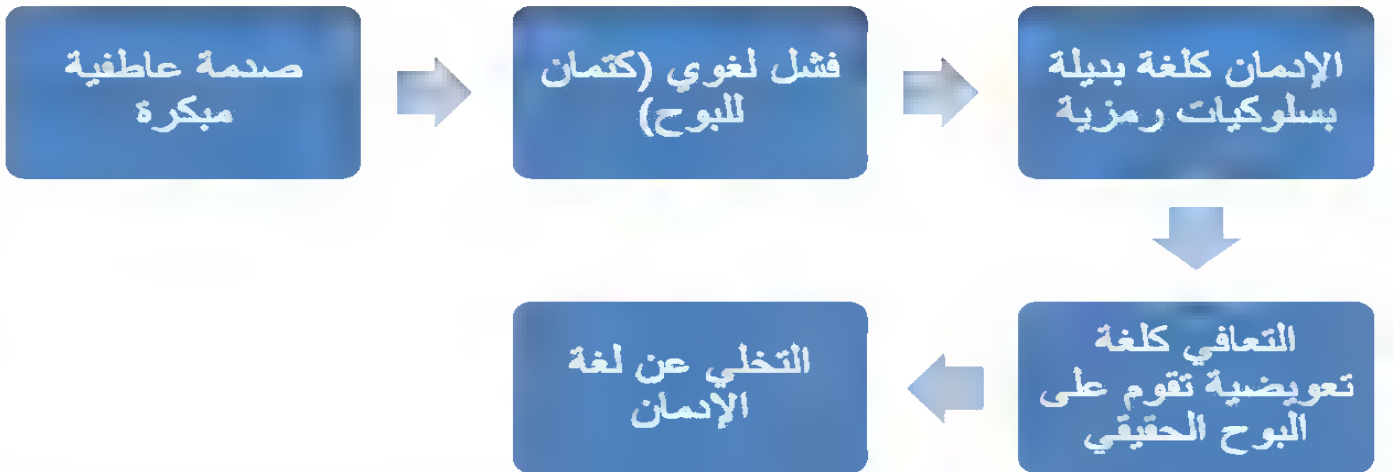 صدمة عاطفية
مبكرة
فشل لغوي (كتمان
للبوح)
الإدمان كلغة بديلة
بسلوكيات رمزية
التعافي كلغة
تعويضية تقوم على
البوح الحقيقي
التخلي عن لغة
الإدمان